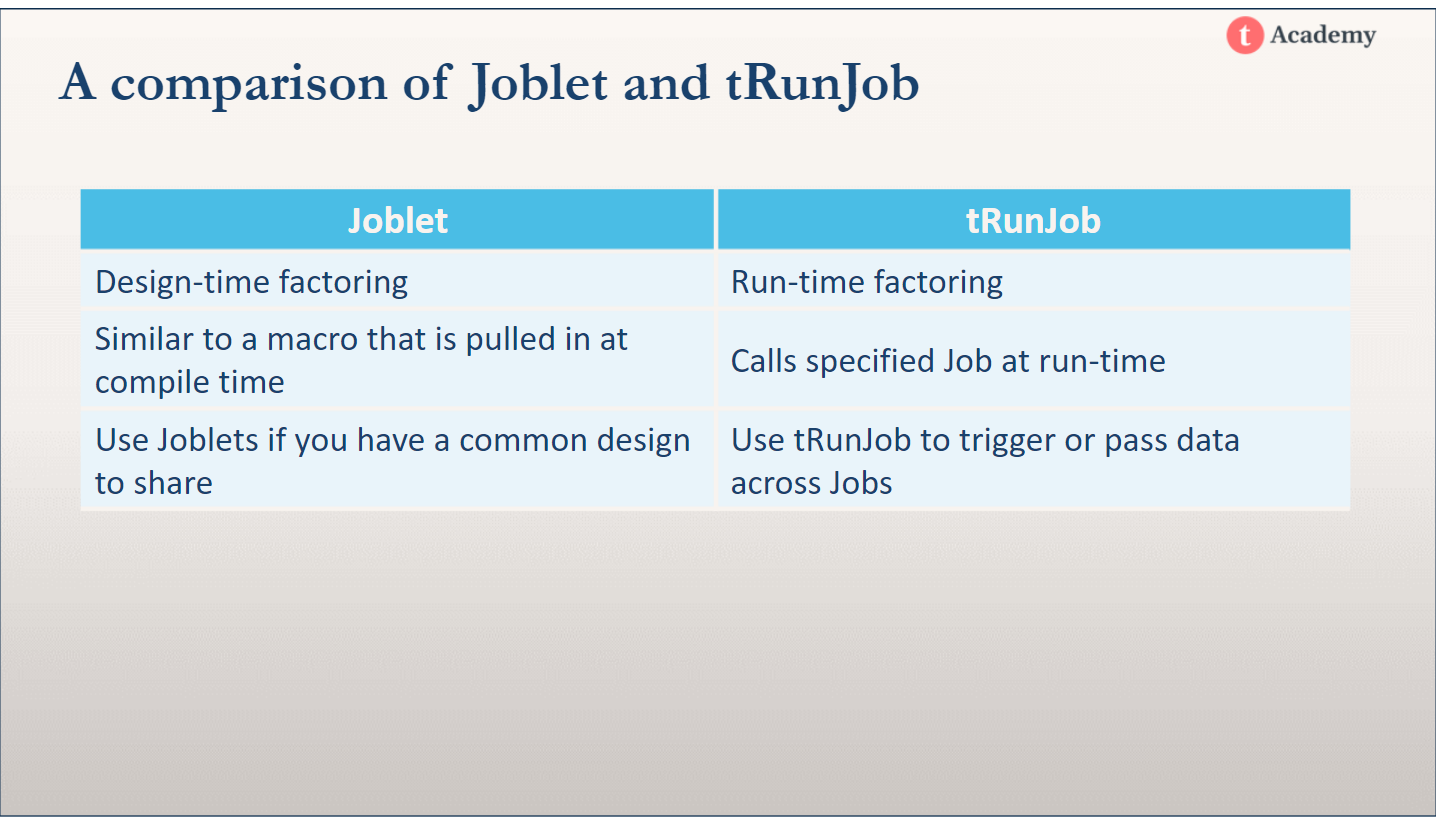 t Academy
A comparison of Joblet and tRunJob
Joblet
tRunJob
Design-time factoring
Run-time factoring
Similar to a macro that is pulled in at
compile time
Calls specified Job at run-time
Use Joblets if you have a common design
to share
Use tRunJob to trigger or pass data
across Jobs